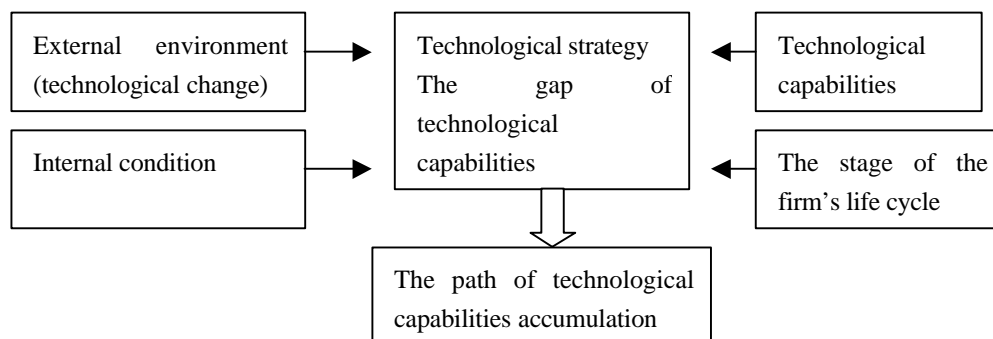 External environment
(technological change)
Technological strategy
The gap of
technological
capabilities
Technological
capabilities
Internal condition
The stage of the
firm's life cycle
The path of technological
capabilities accumulation